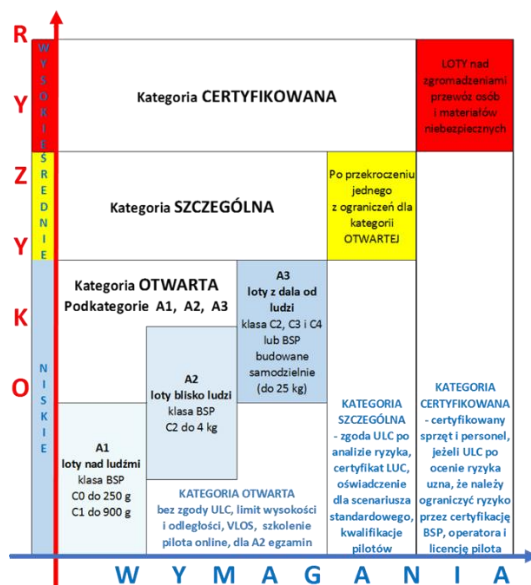 RYZYKO
WYSOKIE
ŚREDNIE
NISKIE
Kategoria CERTYFIKOWANA
LOTY nad
zgromadzeniami
przewóz osób
i materiałów
niebezpiecznych
Kategoria SZCZEGÓLNA
Po przekroczeniu
jednego
z ograniczeń dla
kategorii
OTWARTEJ
Kategoria OTWARTA
Podkategorie A1, A2, A3
A3
loty z dala od
ludzi
klasa C2, C3 i C4
lub BSP
budowane
samodzielnie
(do 25 kg)
A2
loty blisko ludzi
klasa BSP
C2 do 4 kg
A1
loty nad ludźmi
klasa BSP
C0 do 250 g
C1 do 900 g
KATEGORIA OTWARTA
bez zgody ULC, limit wysokości
i odległości, VLOS, szkolenie
pilota online, dla A2 egzamin
KATEGORIA
SZCZEGÓLNA
- zgoda ULC po
analizie ryzyka,
certyfikat LUC,
oświadczenie
dla scenariusza
standardowego,
kwalifikacje
pilotów
KATEGORIA
CERTYFIKOWANA
- certyfikowany
sprzęt i personel,
jeżeli ULC po
ocenie ryzyka
uzna, że należy
ograniczyć ryzyko
przez certyfikację
BSP, operatora i
licencję pilota
WYMAGANIA